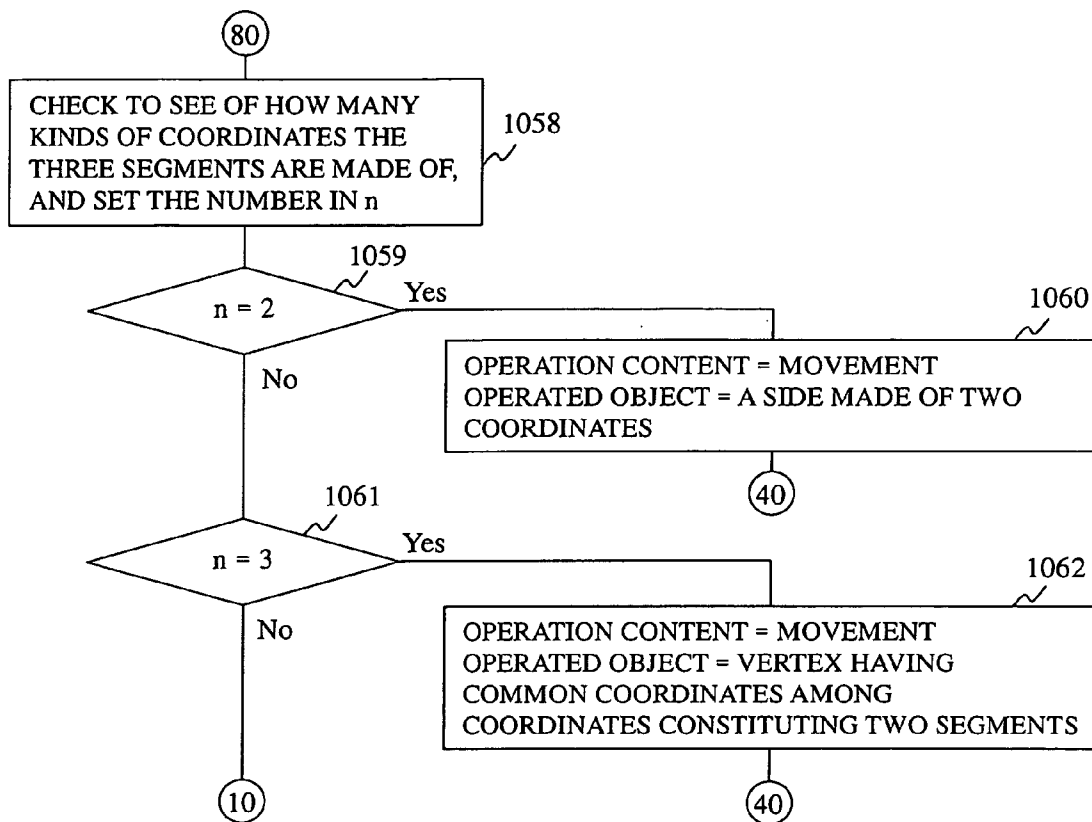 80
CHECK TO SEE OF HOW MANY
KINDS OF COORDINATES THE
THREE SEGMENTS ARE MADE OF,
AND SET THE NUMBER IN n
1058
1059
n = 2
Yes
No
1060
OPERATION CONTENT = MOVEMENT
OPERATED OBJECT = A SIDE MADE OF TWO
COORDINATES
40
1061
n = 3
Yes
No
1062
OPERATION CONTENT = MOVEMENT
OPERATED OBJECT = VERTEX HAVING
COMMON COORDINATES AMONG
COORDINATES CONSTITUTING TWO SEGMENTS
10
40